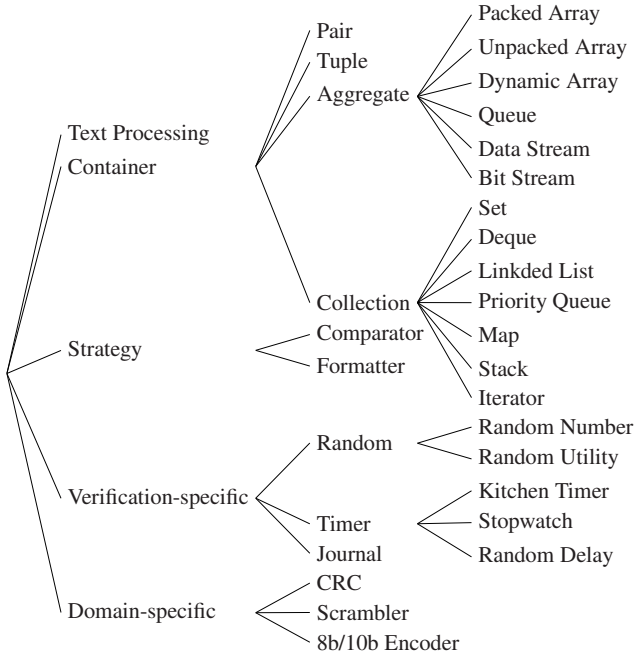 Text Processing
Container
Pair
Tuple
Aggregate
Packed Array
Unpacked Array
Dynamic Array
Queue
Data Stream
Bit Stream
Collection
Set
Deque
Linkded List
Priority Queue
Map
Stack
Iterator
Strategy
Comparator
Formatter
Verification-specific
Random
Random Number
Random Utility
Timer
Kitchen Timer
Stopwatch
Random Delay
Journal
Domain-specific
CRC
Scrambler
8b/10b Encoder